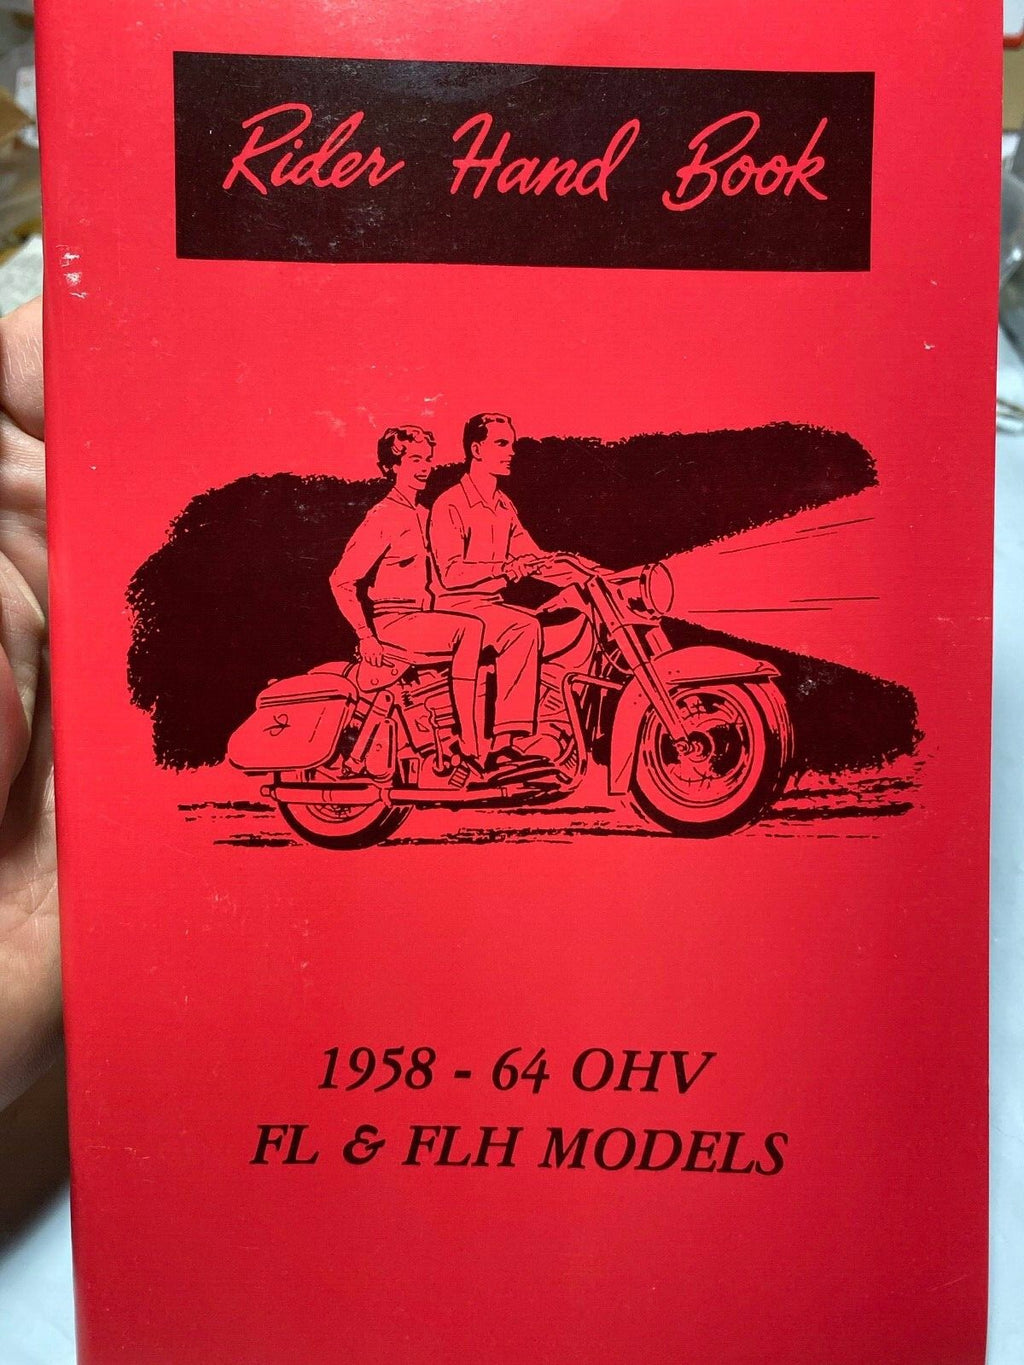 Rider Hand Book
1958 - 64 OHV
FL & FLH MODELS